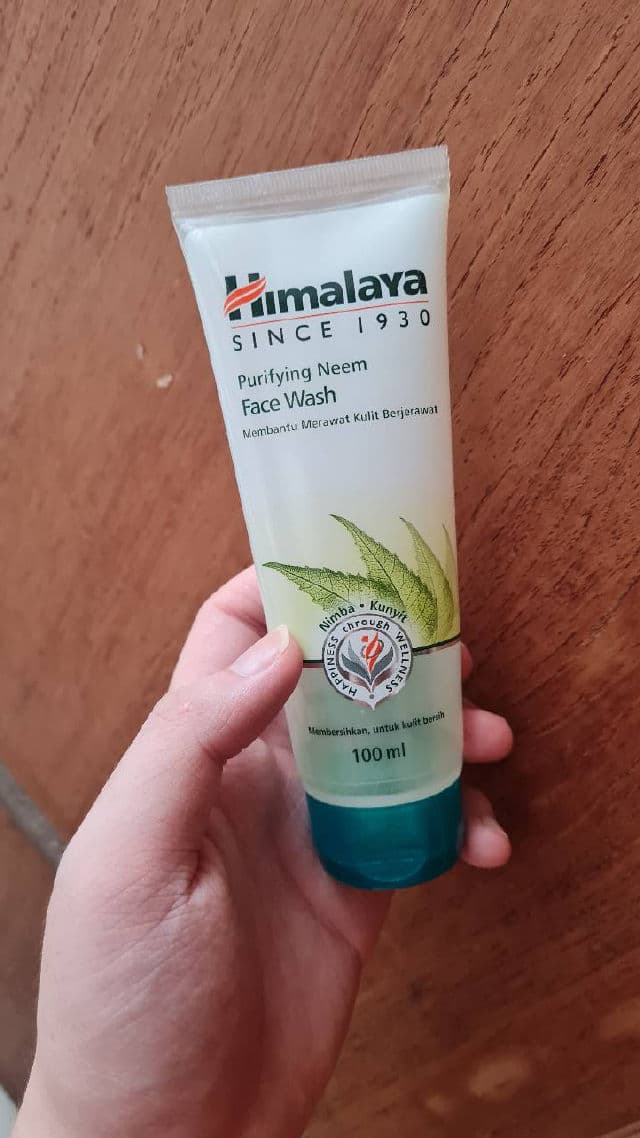 Himalaya
SINCE 1930
Purifying Neem
Face Wash
Membantu Merawat Kulit Berjerawat
Nimba • Kunyit
HAPPINESS through WELLNESS
Membersihkan, untuk kulit bersih
100 ml